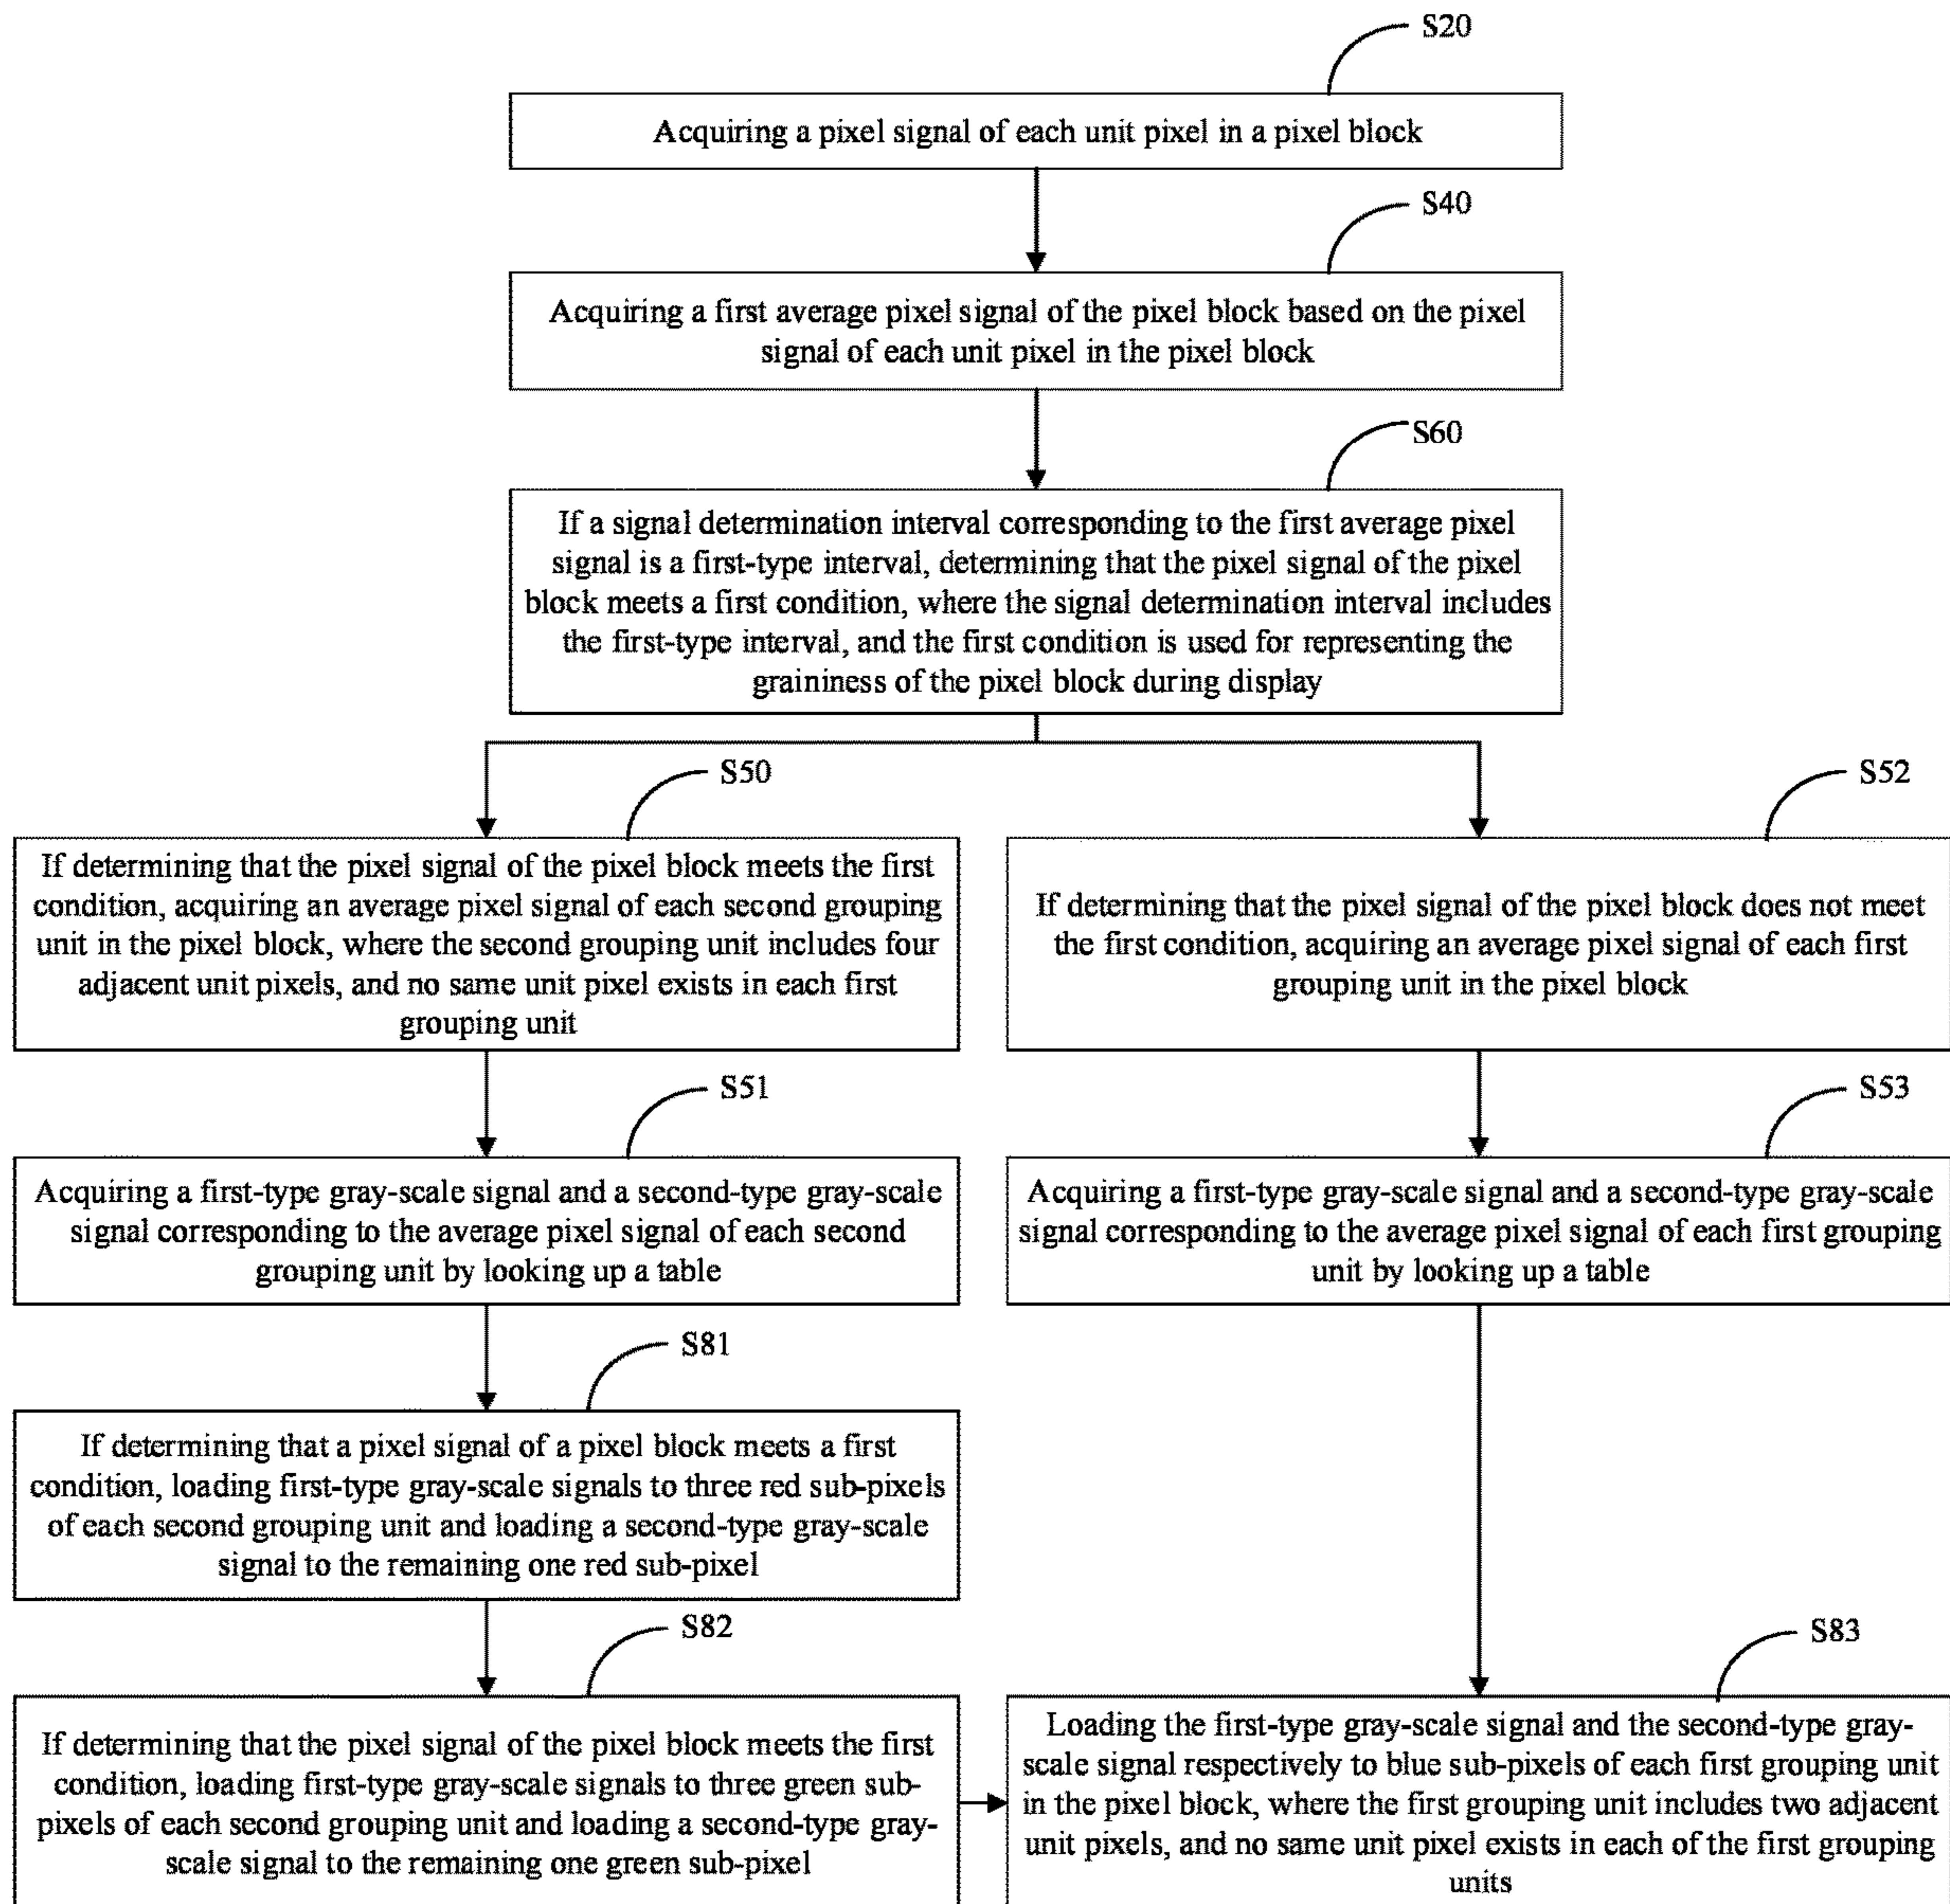 S20
Acquiring a pixel signal of each unit pixel in a pixel block
S40
Acquiring a first average pixel signal of the pixel block based on the pixel
signal of each unit pixel in the pixel block
S60
If a signal determination interval corresponding to the first average pixel
signal is a first-type interval, determining that the pixel signal of the pixel
block meets a first condition, where the signal determination interval includes
the first-type interval, and the first condition is used for representing the
graininess of the pixel block during display
S50
If determining that the pixel signal of the pixel block meets the first
condition, acquiring an average pixel signal of each second grouping
unit in the pixel block, where the second grouping unit includes four
adjacent unit pixels, and no same unit pixel exists in each first
grouping unit
S52
If determining that the pixel signal of the pixel block does not meet
the first condition, acquiring an average pixel signal of each first
grouping unit in the pixel block
S51
Acquiring a first-type gray-scale signal and a second-type gray-scale
signal corresponding to the average pixel signal of each second
grouping unit by looking up a table
S53
Acquiring a first-type gray-scale signal and a second-type gray-scale
signal corresponding to the average pixel signal of each first grouping
unit by looking up a table
S81
If determining that a pixel signal of a pixel block meets a first
condition, loading first-type gray-scale signals to three red sub-pixels
of each second grouping unit and loading a second-type gray-scale
signal to the remaining one red sub-pixel
S82
If determining that the pixel signal of the pixel block meets the first
condition, loading first-type gray-scale signals to three green sub-
pixels of each second grouping unit and loading a second-type gray-
scale signal to the remaining one green sub-pixel
S83
Loading the first-type gray-scale signal and the second-type gray-
scale signal respectively to blue sub-pixels of each first grouping unit
in the pixel block, where the first grouping unit includes two adjacent
unit pixels, and no same unit pixel exists in each of the first grouping
units